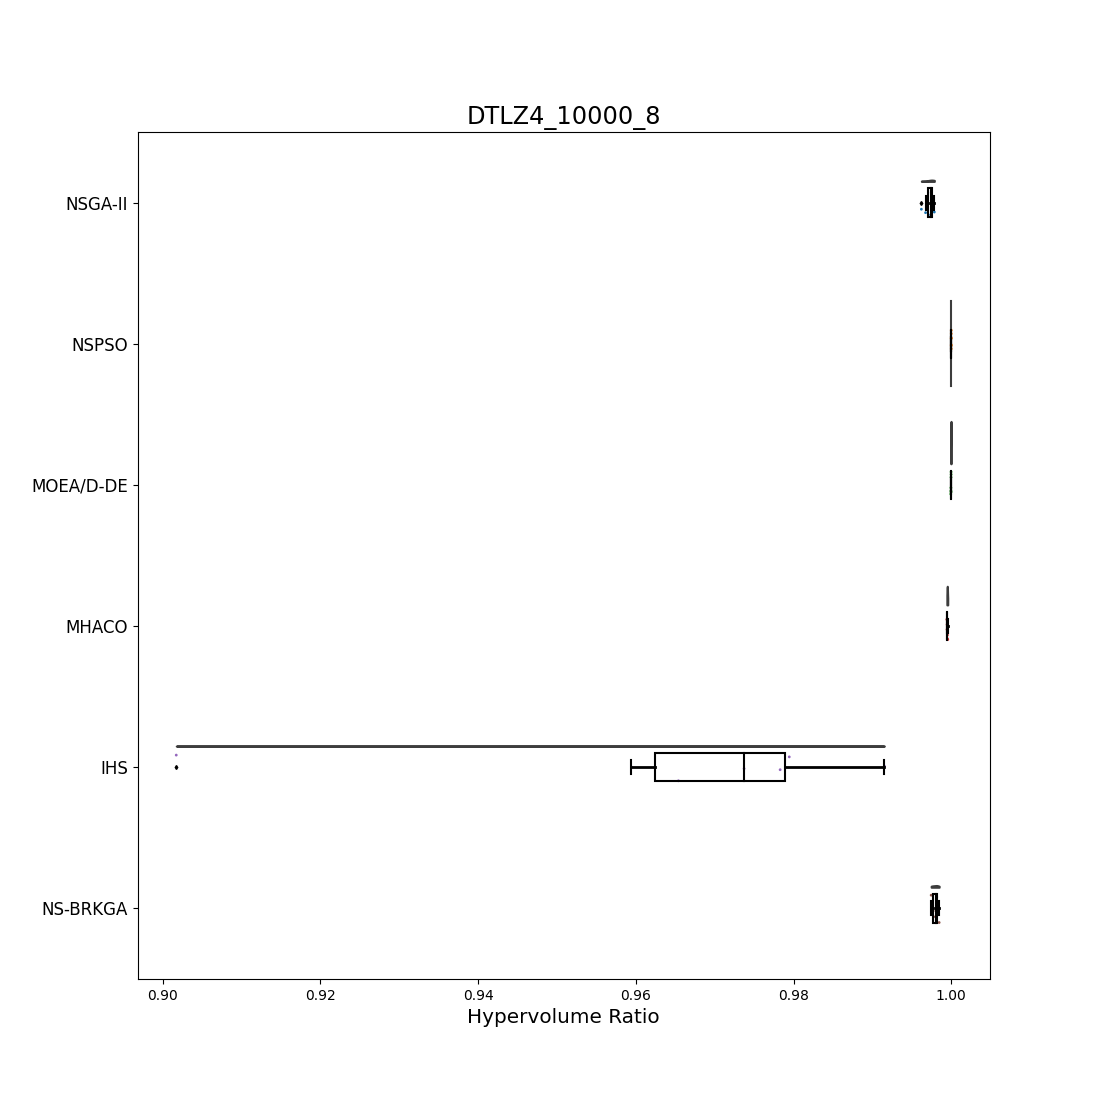 DTLZ4_10000_8
NSGA-II
NSPSO
MOEA/D-DE
MHACO
IHS
NS-BRKGA
0.90 0.92 0.94 0.96 0.98 1.00
Hypervolume Ratio